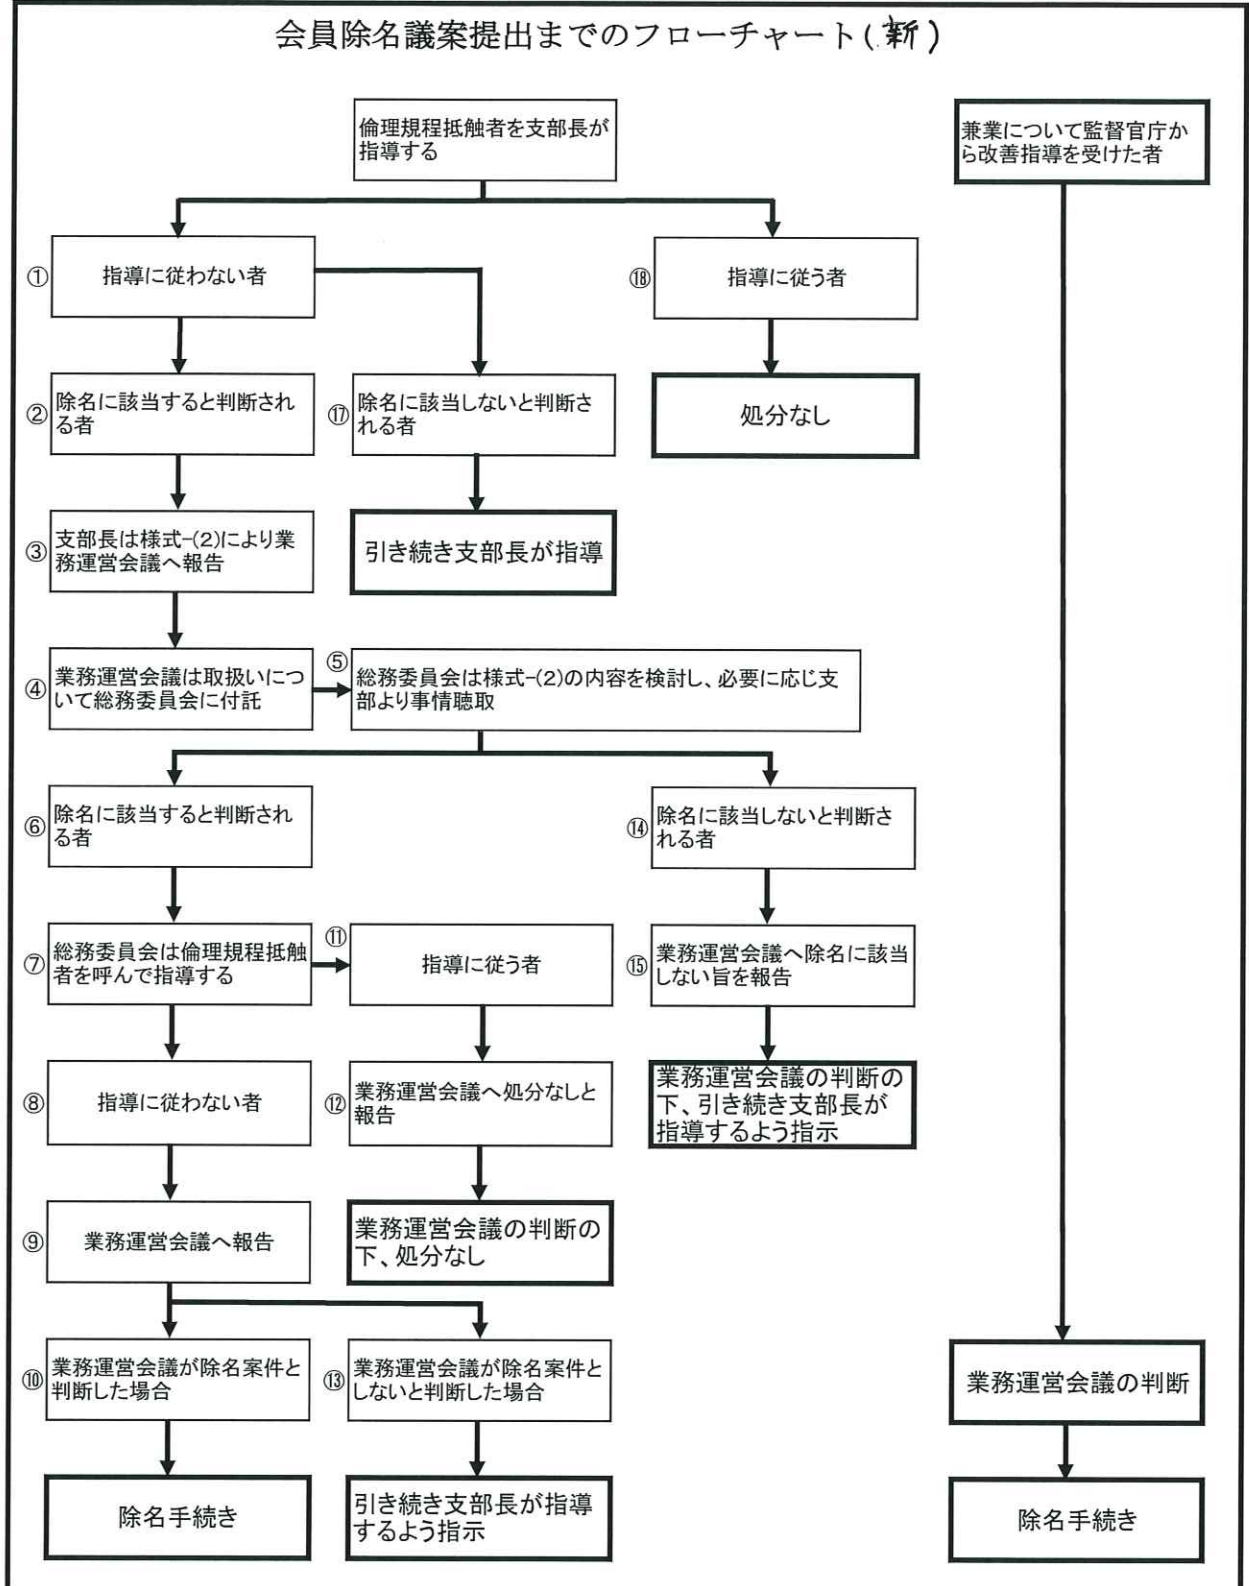 会員除名議案提出までのフローチャート(新)
倫理規程抵触者を支部長が
指導する
兼業について監督官庁か
ら改善指導を受けた者
①
指導に従わない者
⑱
指導に従う者
②
除名に該当すると判断され
る者
⑰
除名に該当しないと判断さ
れる者
処分なし
③
支部長は様式-(2)により業
務運営会議へ報告
引き続き支部長が指導
④
業務運営会議は取扱いにつ
いて総務委員会に付託
⑤
総務委員会は様式-(2)の内容を検討し、必要に応じ支
部より事情聴取
⑥
除名に該当すると判断され
る者
⑭
除名に該当しないと判断さ
れる者
⑦
総務委員会は倫理規程抵触
者を呼んで指導する
⑪
指導に従う者
⑮
業務運営会議へ除名に該当
しない旨を報告
⑧
指導に従わない者
⑫
業務運営会議へ処分なしと
報告
業務運営会議の判断の
下、引き続き支部長が
指導するよう指示
⑨
業務運営会議へ報告
業務運営会議の判断の
下、処分なし
⑩
業務運営会議が除名案件と
判断した場合
⑬
業務運営会議が除名案件と
しないと判断した場合
業務運営会議の判断
除名手続き
引き続き支部長が指導
するよう指示
除名手続き